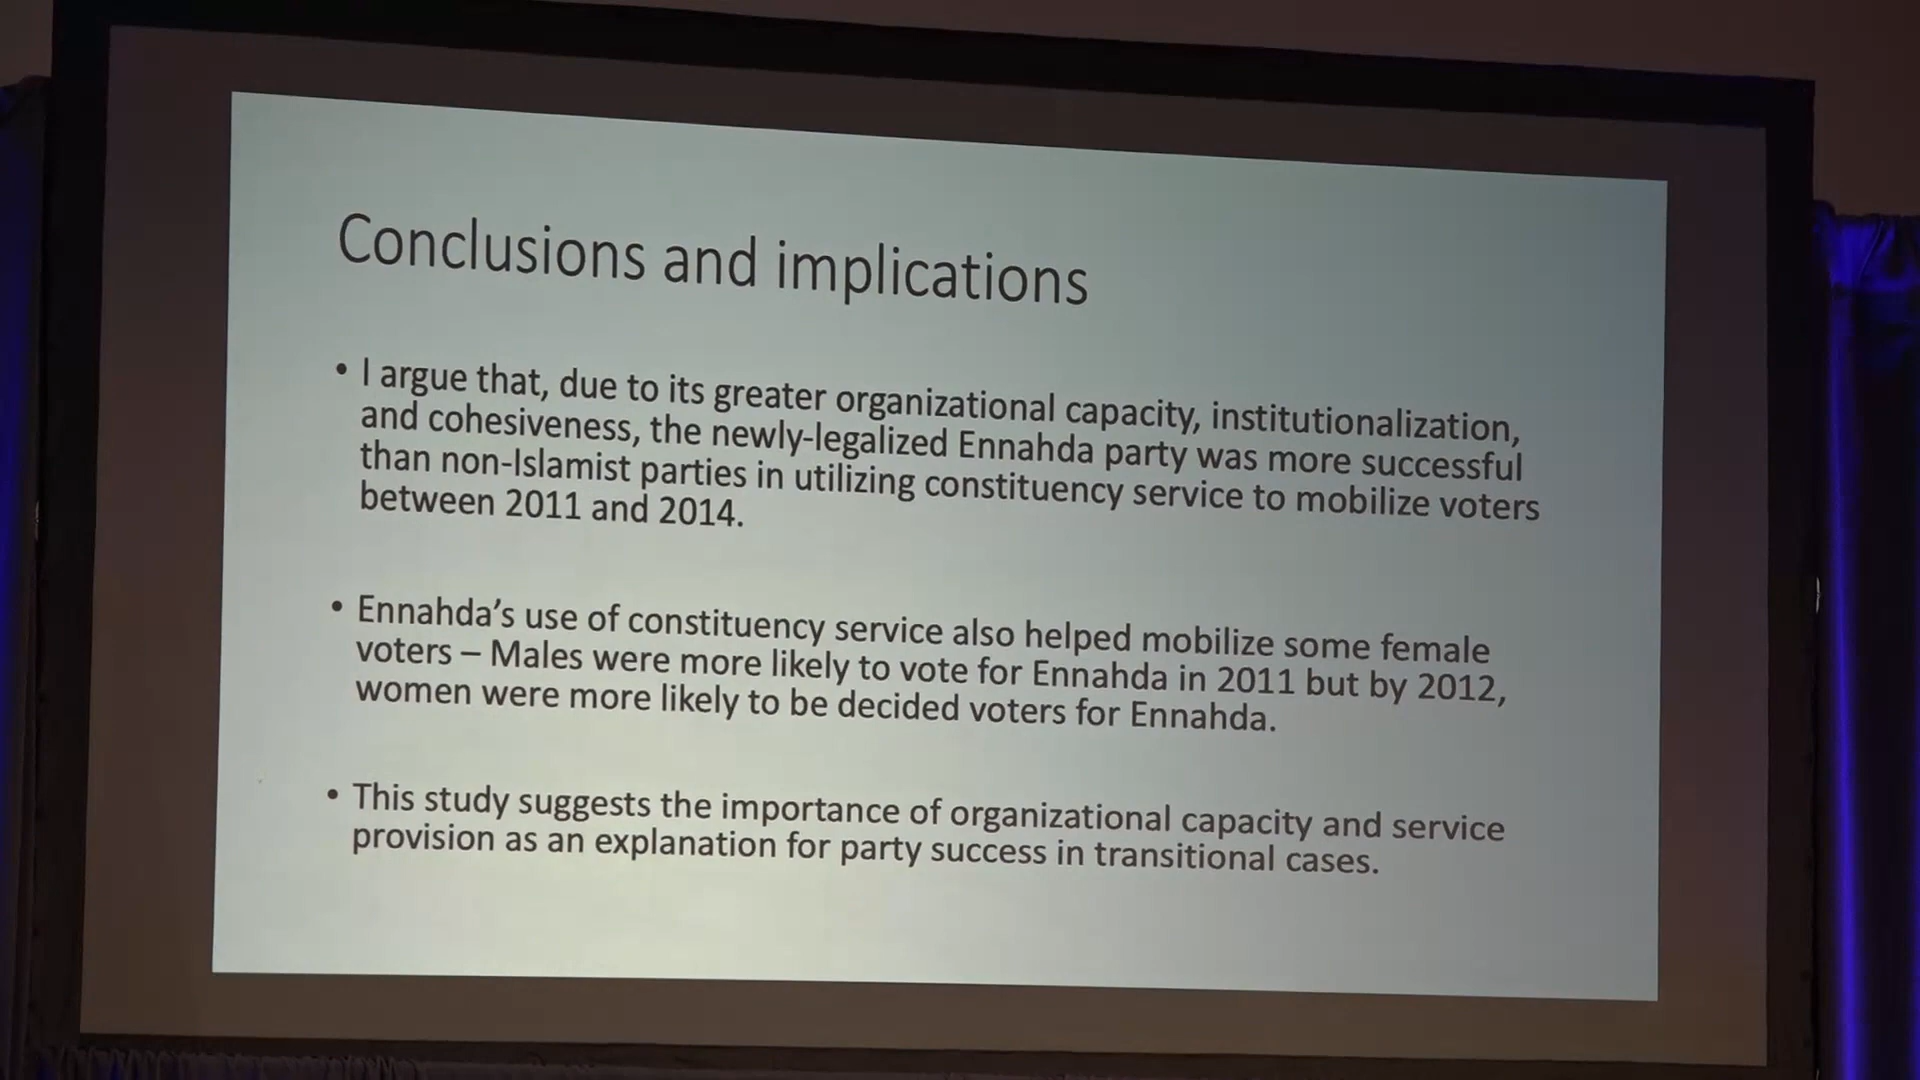 Conclusions and implications
• I argue that, due to its greater organizational capacity, institutionalization,
and cohesiveness, the newly-legalized Ennahda party was more successful
than non-Islamist parties in utilizing constituency service to mobilize voters
between 2011 and 2014.
• Ennahda’s use of constituency service also helped mobilize some female
voters – Males were more likely to vote for Ennahda in 2011 but by 2012,
women were more likely to be decided voters for Ennahda.
• This study suggests the importance of organizational capacity and service
provision as an explanation for party success in transitional cases.